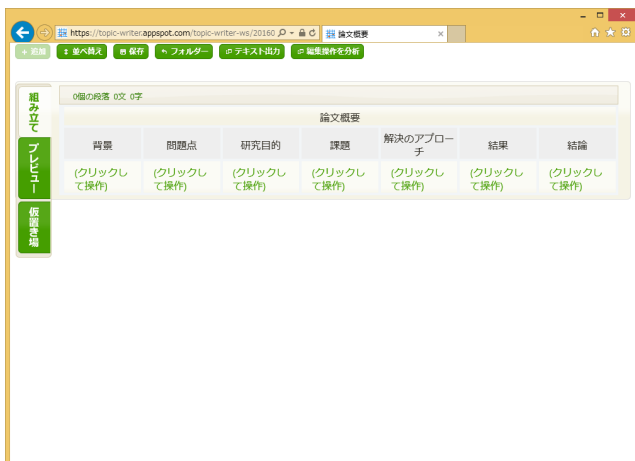 https://topic-writer.appspot.com/topic-writer-ws/20160
論文概要
+ 追加
並べ替え
保存
フォルダー
テキスト出力
編集操作を分析
組み立て
プレビュー
仮置き場
0個の段落 0文 0字
論文概要
背景 問題点 研究目的 課題 解決のアプローチ 結果 結論
(クリックして操作) (クリックして操作) (クリックして操作) (クリックして操作) (クリックして操作) (クリックして操作) (クリックして操作)